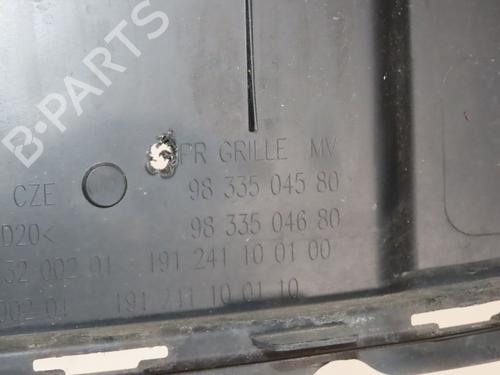 B-PARTS
PR GRILLE MV
CZE 98 335 045 80
D20< 98 335 046 80
32 002 01 191 241 10 01 00
002 01 191 241 10 01 10